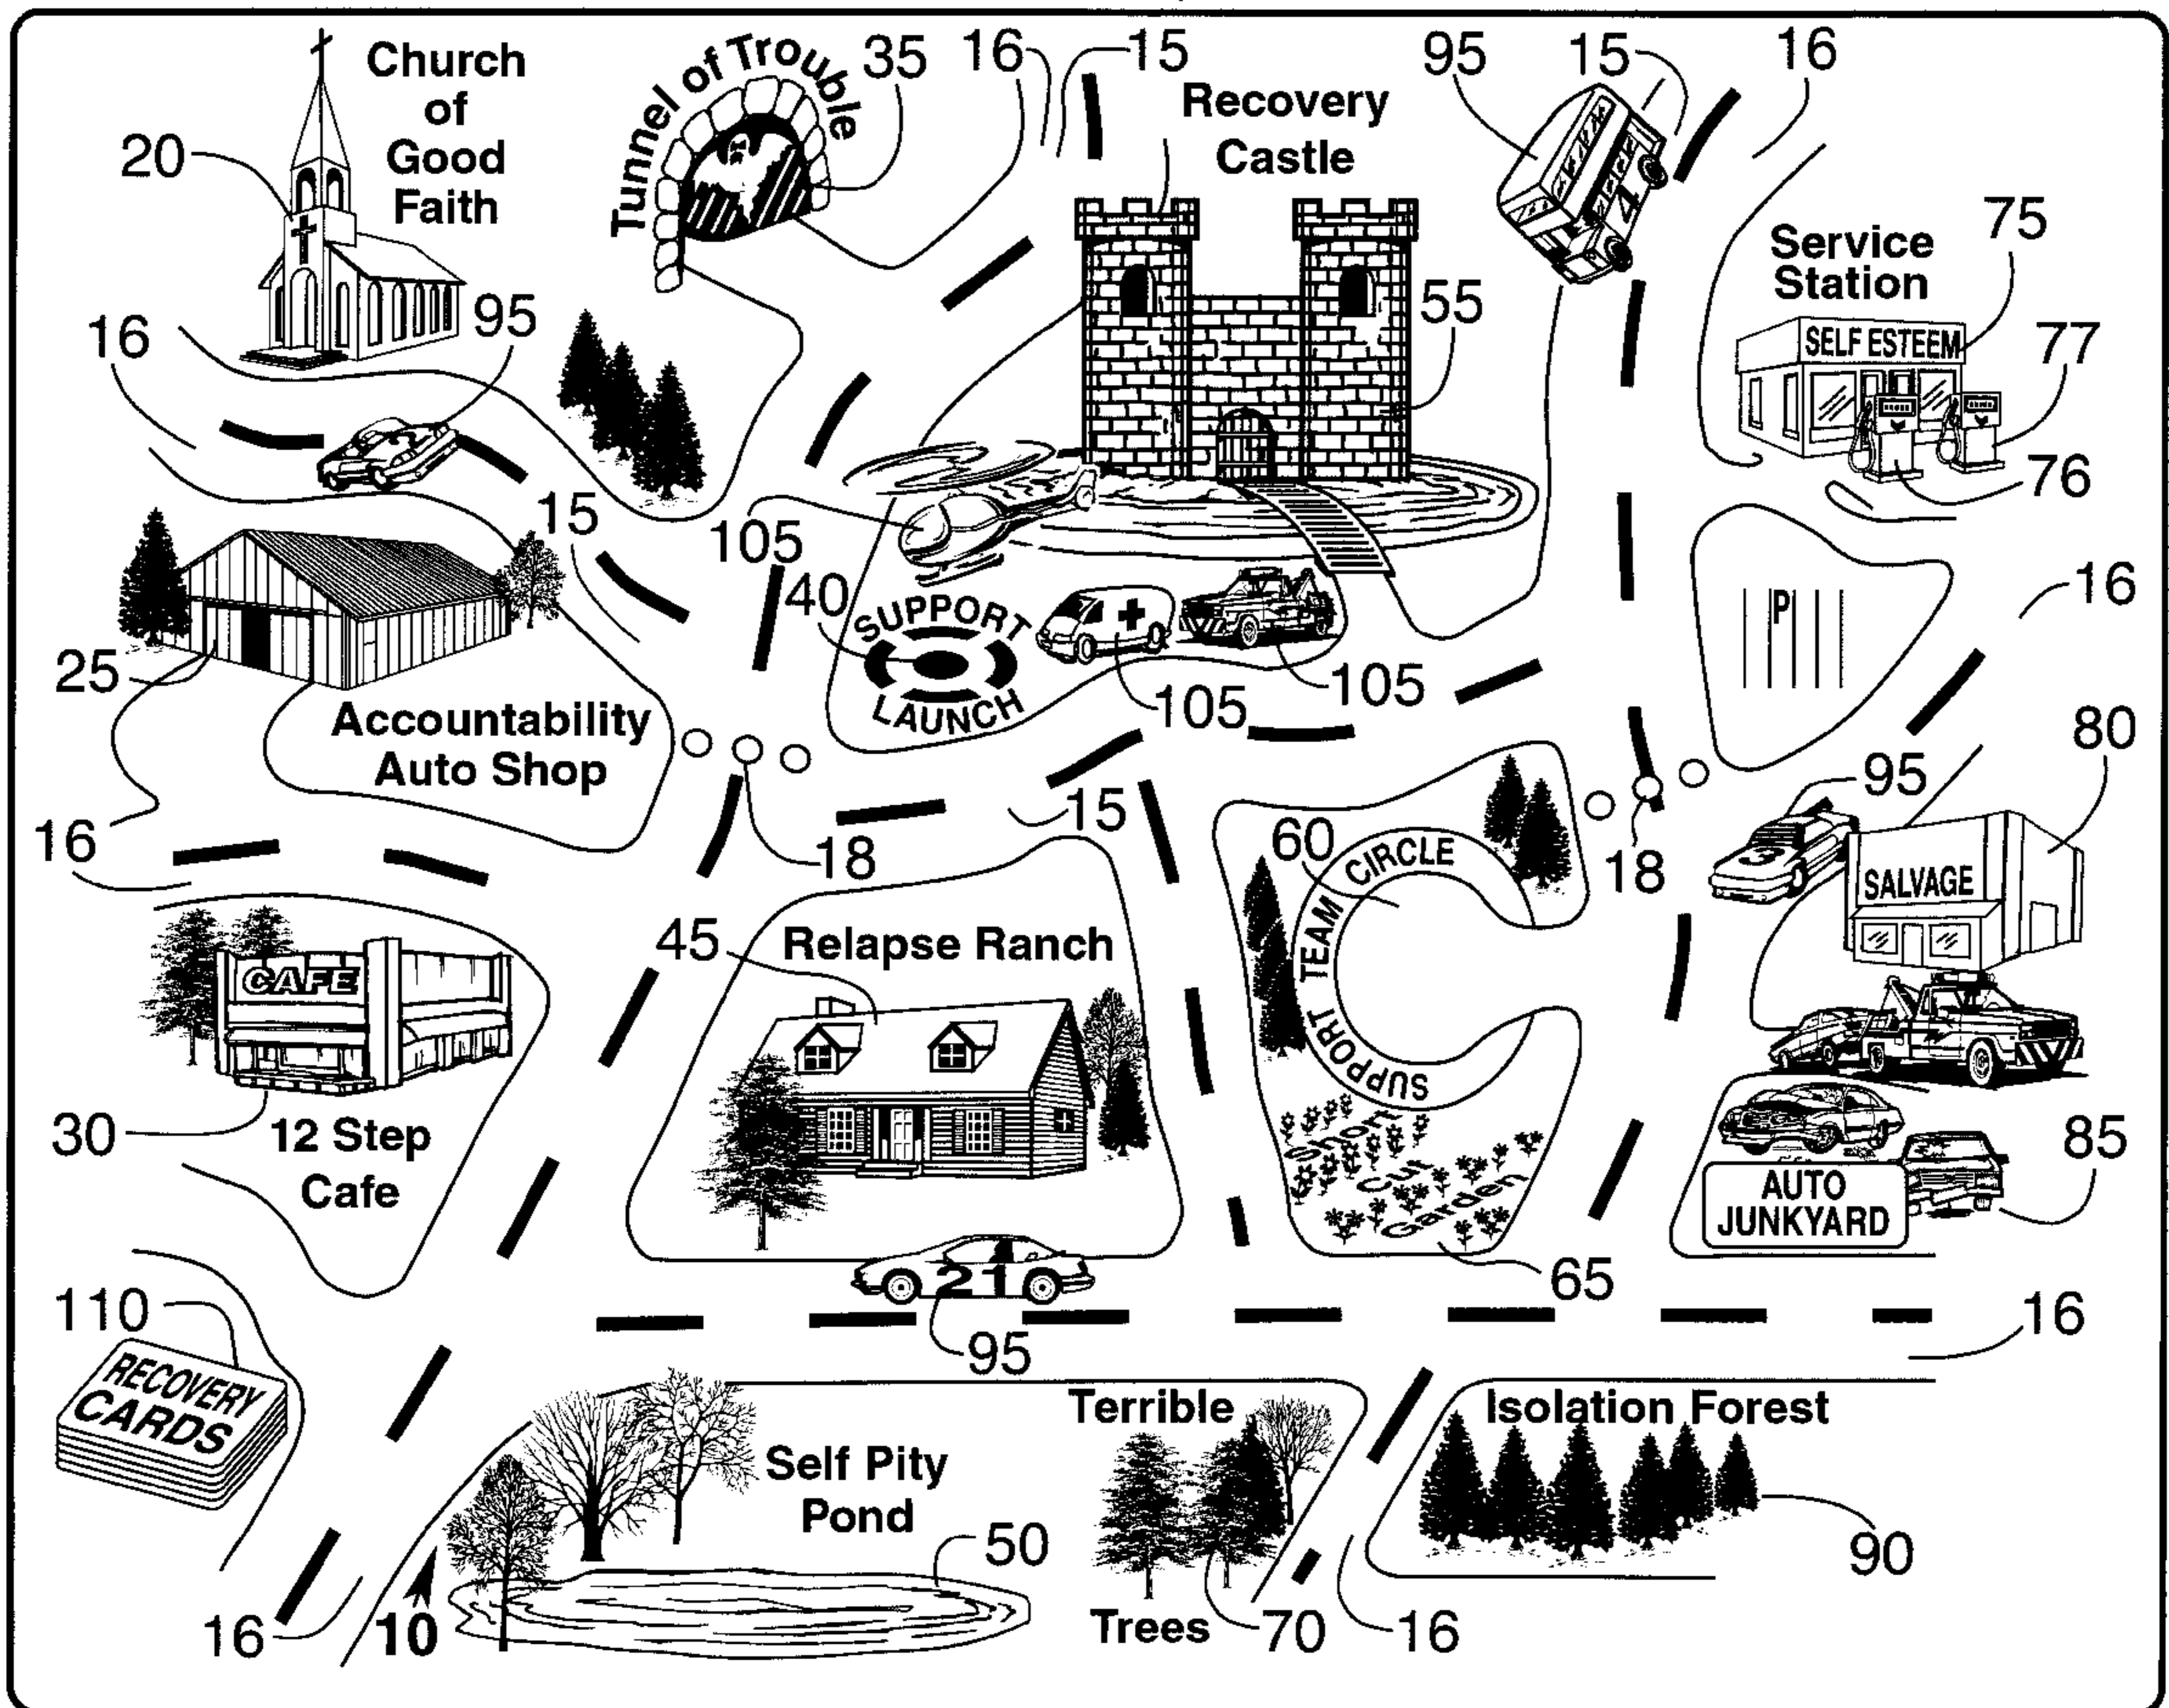 Church
of
Good
Faith
20
Tunnel of Trouble
35
16
15
Recovery
Castle
95
15
16
Service
Station
75
SELF ESTEEM
77
76
16
95
55
15
105
40
SUPPORT
LAUNCH
105
105
P
16
25
Accountability
Auto Shop
16
18
15
60
SUPPORT TEAM CIRCLE
18
95
3
4
80
SALVAGE
CAFE
30
12 Step
Cafe
45
Relapse Ranch
Short
Cut
Garden
65
AUTO
JUNKYARD
85
110
RECOVERY
CARDS
21
95
16
Self Pity
Pond
50
Terrible
Trees
70
16
Isolation Forest
90
16
10